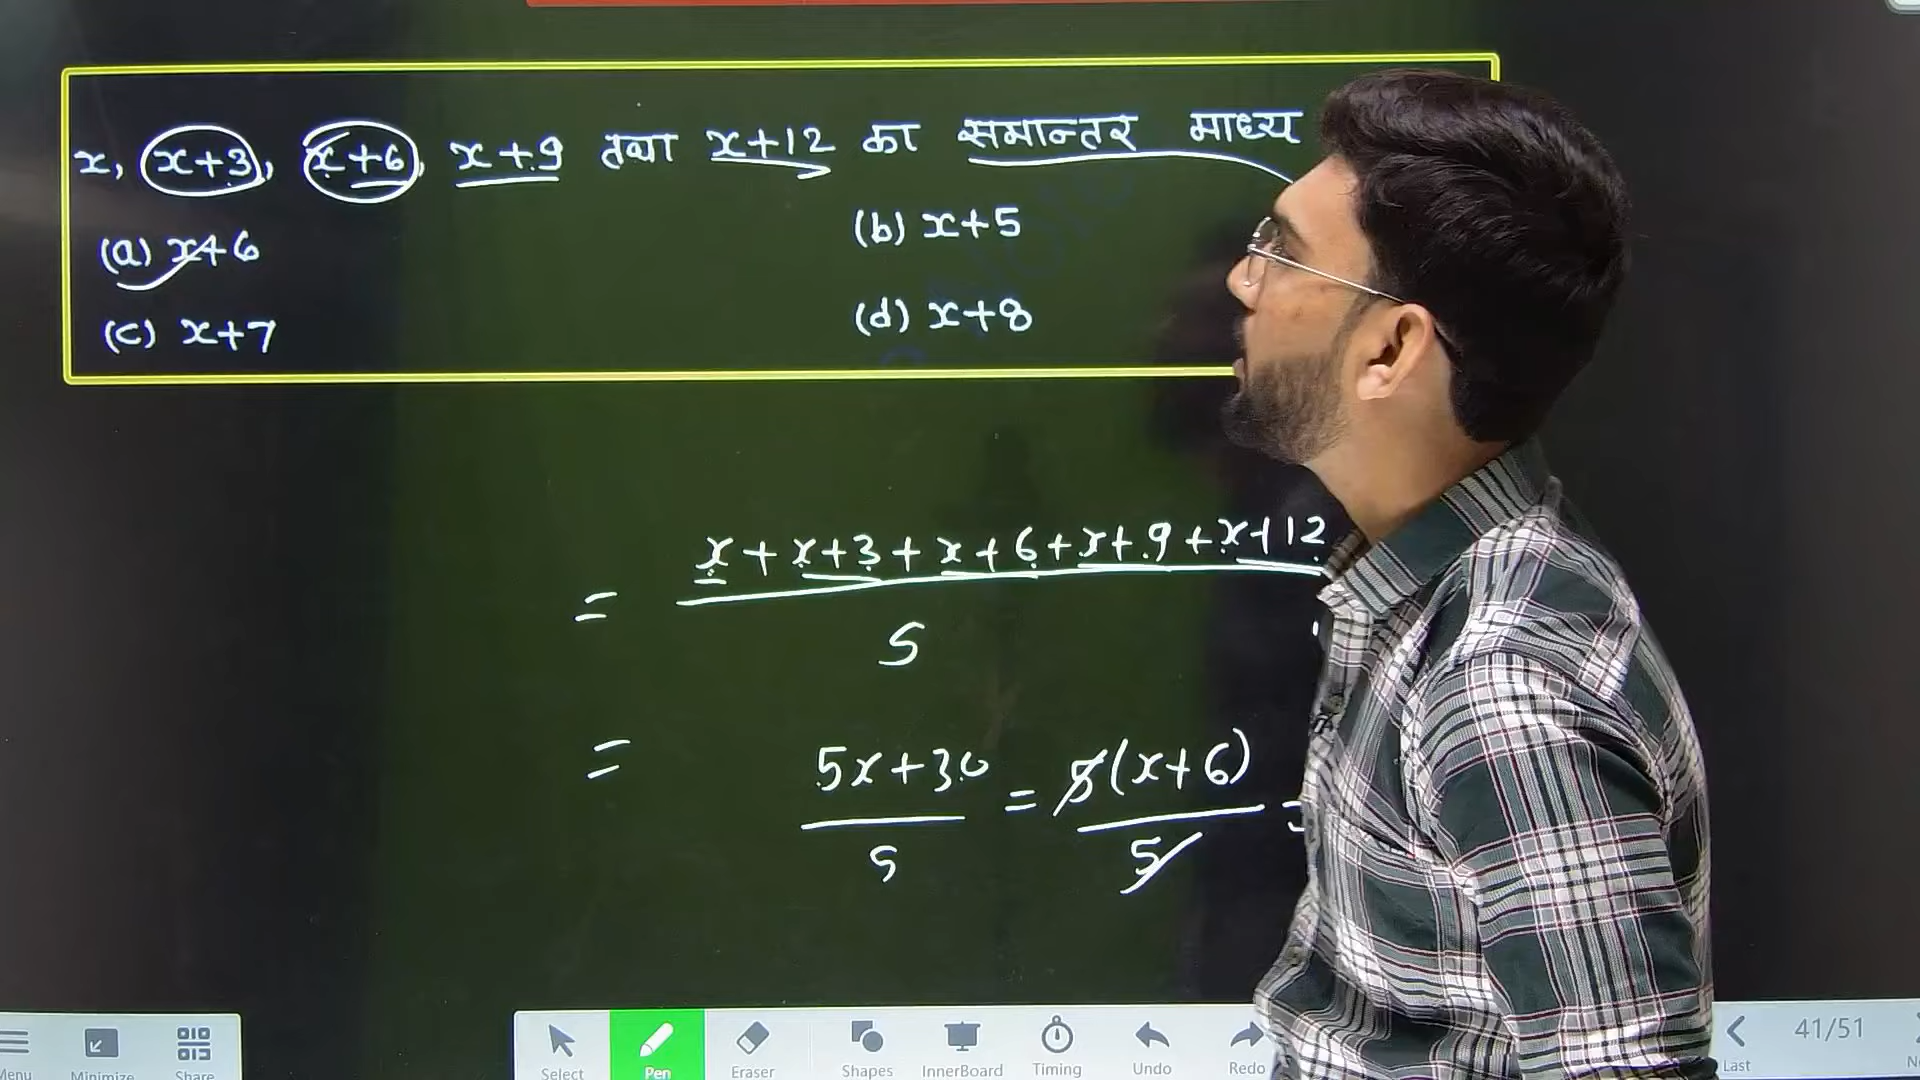 x, x+3, x+6, x+9 तथा x+12 का समान्तर माध्य
(a) x+6
(b) x+5
(c) x+7
(d) x+8
= x + x+3 + x+6 + x+9 + x+12
5
= 5x+30 = 5(x+6) =
5 5
Menu Minimize Share Select Pen Eraser Shapes InnerBoard Timing Undo Redo Last 41/51